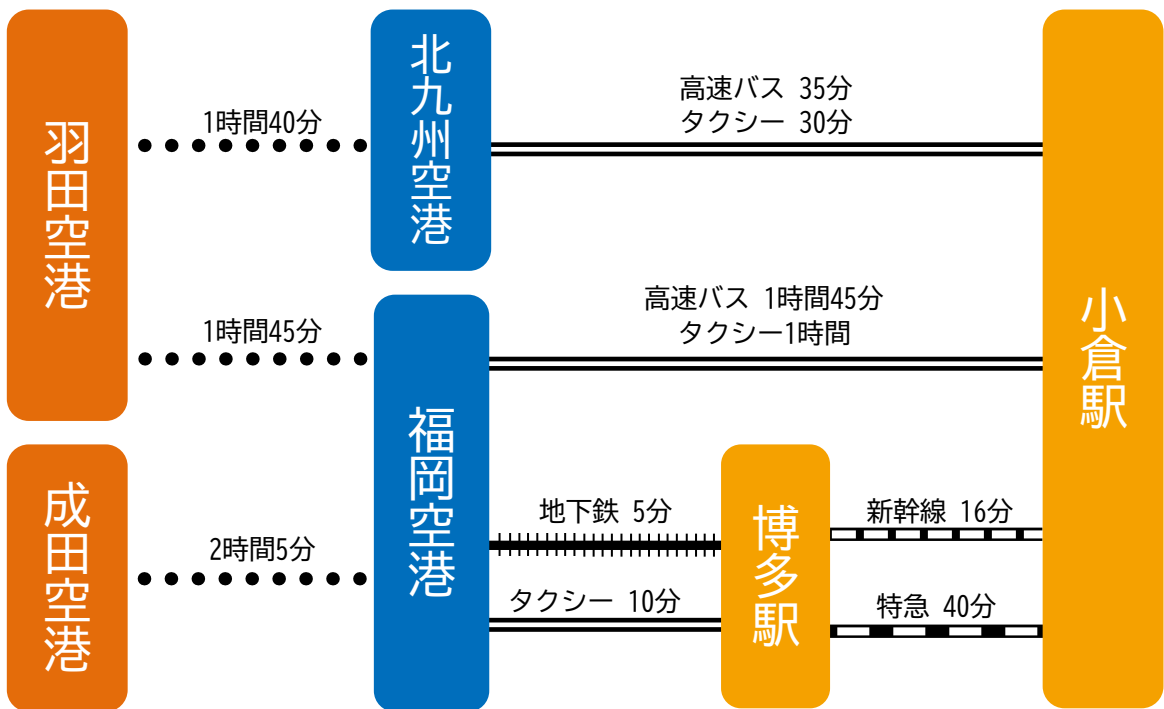 羽田空港
1時間40分
北九州空港
高速バス 35分
タクシー 30分
1時間45分
高速バス 1時間45分
タクシー1時間
小倉駅
成田空港
2時間5分
福岡空港
地下鉄 5分
タクシー 10分
博多駅
新幹線 16分
特急 40分